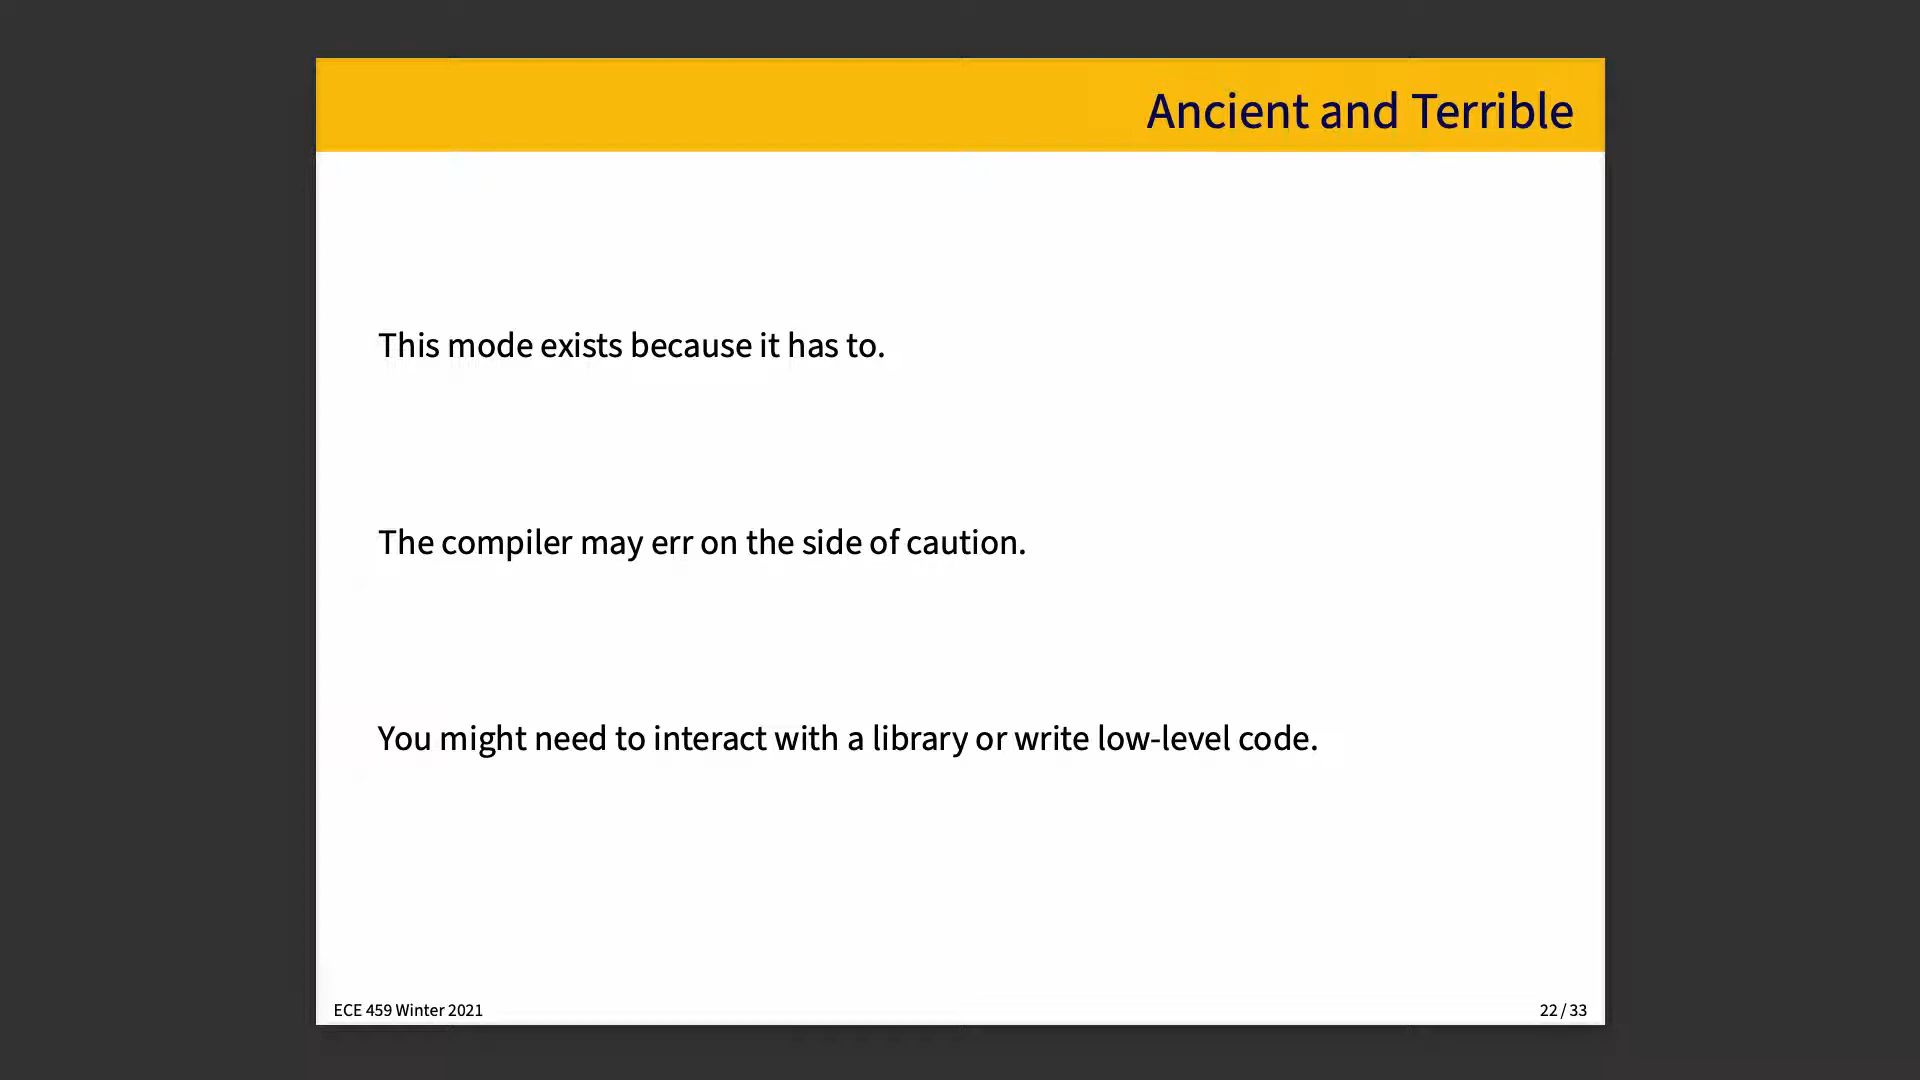 Ancient and Terrible
This mode exists because it has to.
The compiler may err on the side of caution.
You might need to interact with a library or write low-level code.
ECE 459 Winter 2021
22 / 33